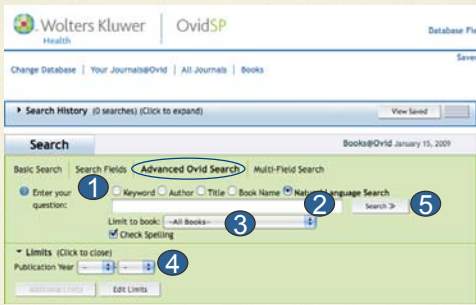 Wolters Kluwer OvidSP
Health
Database Fie
Saved
Change Database | Your Journals@Ovid | All Journals | Books
Search History (0 searches) (Click to expand) View Saved
Search Books@Ovid January 15, 2009
Basic Search | Search Fields | Advanced Ovid Search | Multi-Field Search
1 2 3 4 5
Enter your question: Keyword Author Title Book Name Natural Language Search
Search >
Limit to book: -All Books-
Check Spelling
Limits (Click to close)
Publication Year - -
Additional Limits Edit Limits